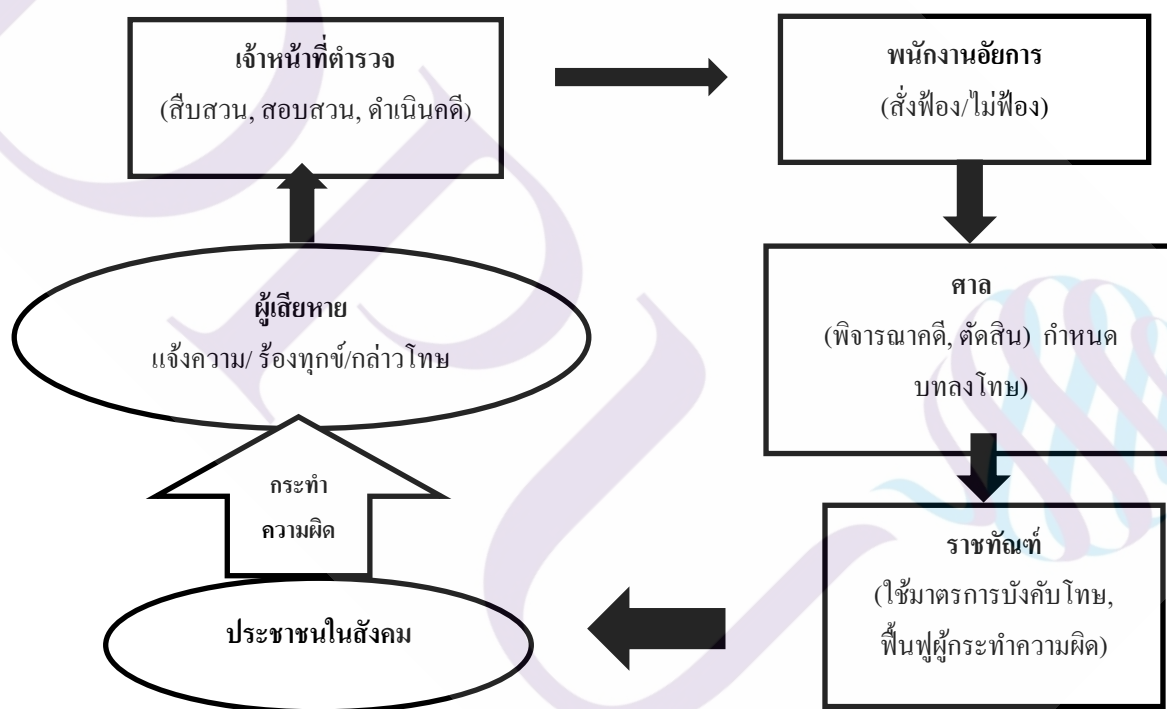 เจ้าหน้าที่ตำรวจ
(สืบสวน, สอบสวน, ดำเนินคดี)
พนักงานอัยการ
(สั่งฟ้อง/ไม่ฟ้อง)
ผู้เสียหาย
แจ้งความ/ ร้องทุกข์/กล่าวโทษ
ศาล
(พิจารณาคดี, ตัดสิน) กำหนด
บทลงโทษ)
กระทำ
ความผิด
ราชทัณฑ์
(ใช้มาตรการบังคับโทษ,
ฟื้นฟูผู้กระทำความผิด)
ประชาชนในสังคม